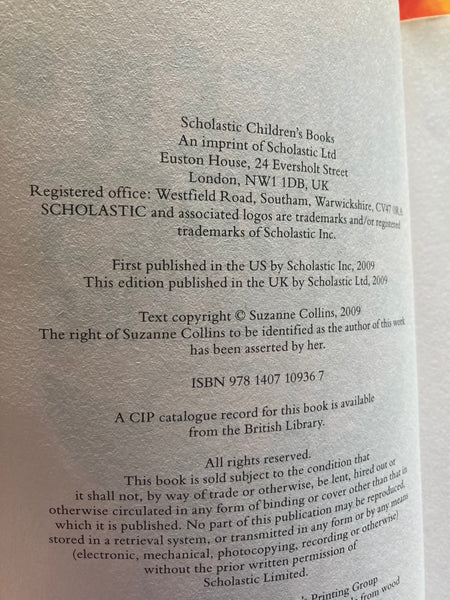 Scholastic Children's Books
An imprint of Scholastic Ltd
Euston House, 24 Eversholt Street
London, NW1 1DB, UK
Registered office: Westfield Road, Southam, Warwickshire, CV47
SCHOLASTIC and associated logos are trademarks and/or registered
trademarks of Scholastic Inc.
First published in the US by Scholastic Inc, 2009
This edition published in the UK by Scholastic Ltd, 2009
Text copyright © Suzanne Collins, 2009
The right of Suzanne Collins to be identified as the author of this work
has been asserted by her.
ISBN 978 1407 10936 7
A CIP catalogue record for this book is available
from the British Library.
All rights reserved.
This book is sold subject to the condition that
it shall not, by way of trade or otherwise, be lent, hired out or
otherwise circulated in any form of binding or cover other than that in
which it is published. No part of this publication may be reproduced,
stored in a retrieval system, or transmitted in any form or by any means
(electronic, mechanical, photocopying, recording or otherwise)
without the prior written permission of
Scholastic Limited.
Printing Group
from wood